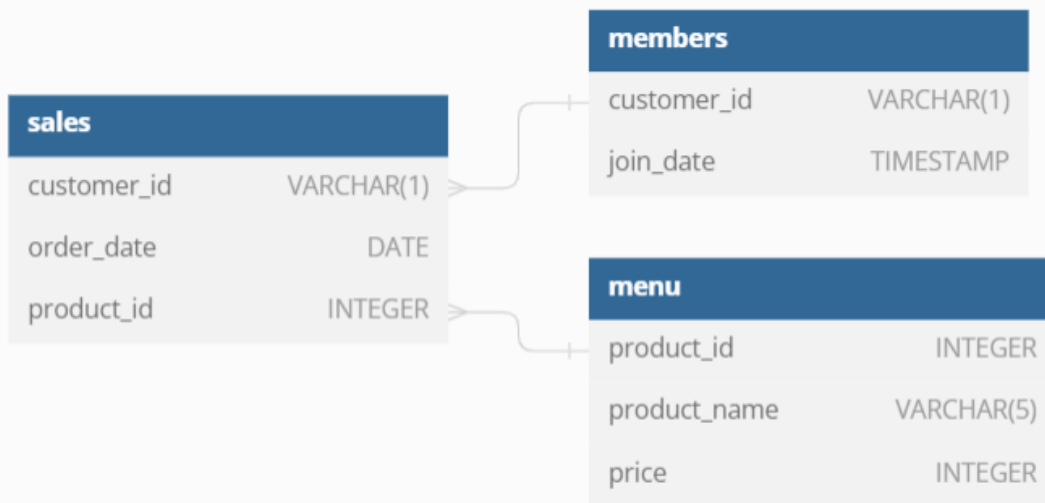 sales
customer_id VARCHAR(1)
order_date DATE
product_id INTEGER
members
customer_id VARCHAR(1)
join_date TIMESTAMP
menu
product_id INTEGER
product_name VARCHAR(5)
price INTEGER